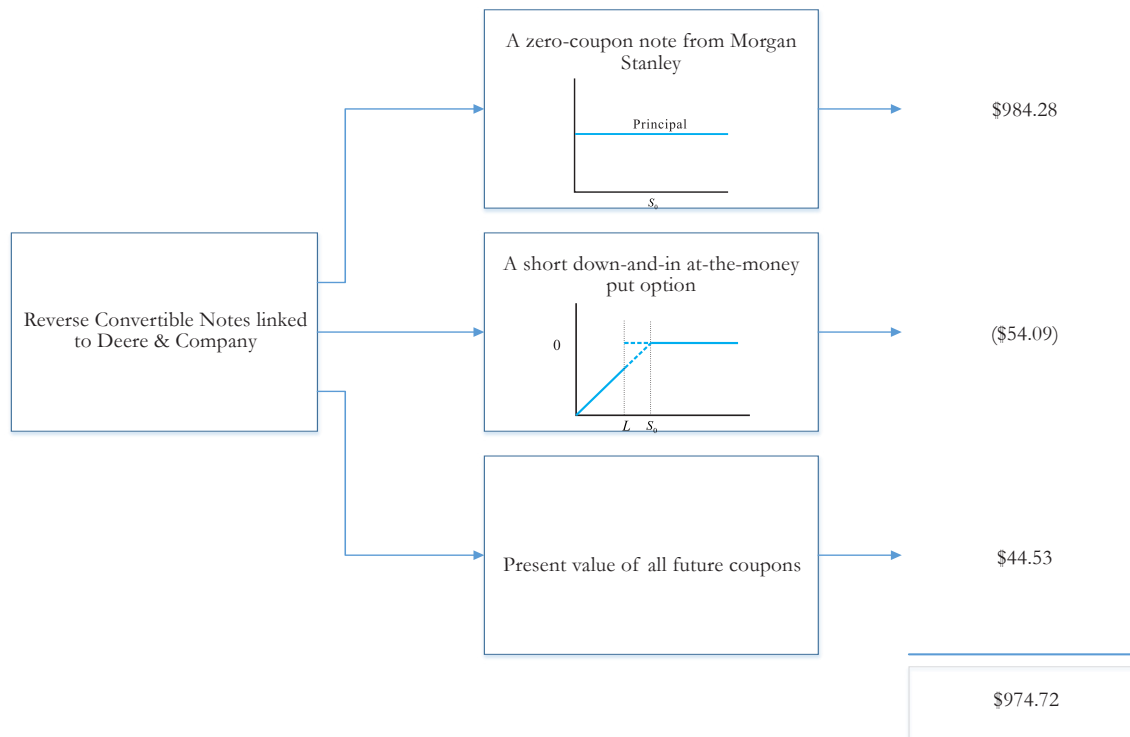 A zero-coupon note from Morgan
Stanley
Principal
S₀
$984.28
Reverse Convertible Notes linked
to Deere & Company
A short down-and-in at-the-money
put option
0
L S₀
($54.09)
Present value of all future coupons
$44.53
$974.72